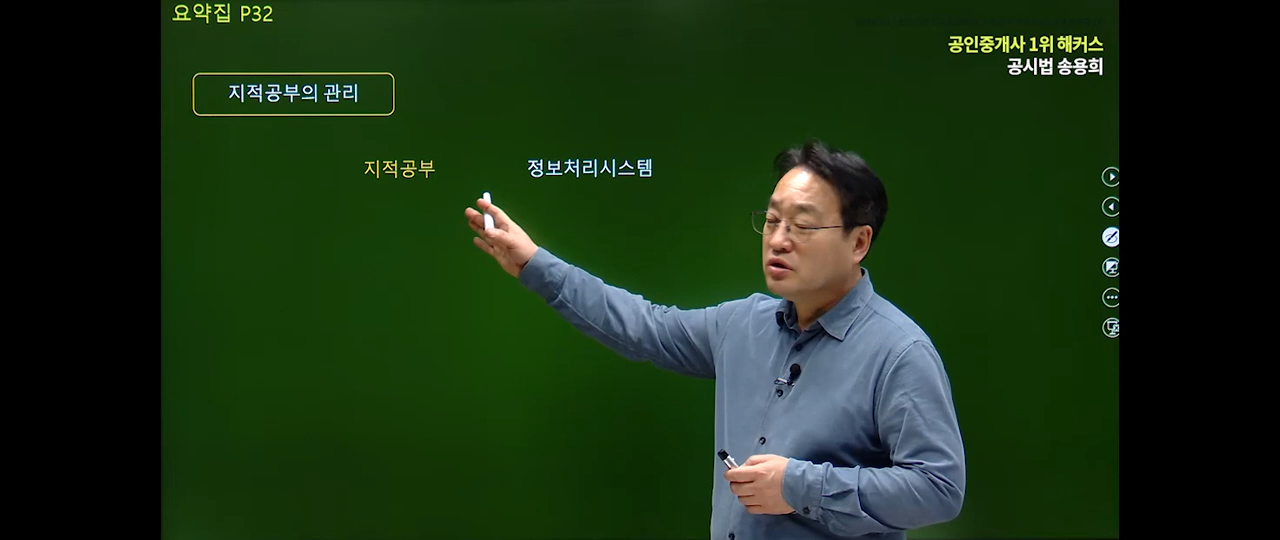 요약집 P32
공인중개사 1위 해커스
공시법 송용희
지적공부의 관리
지적공부
정보처리시스템